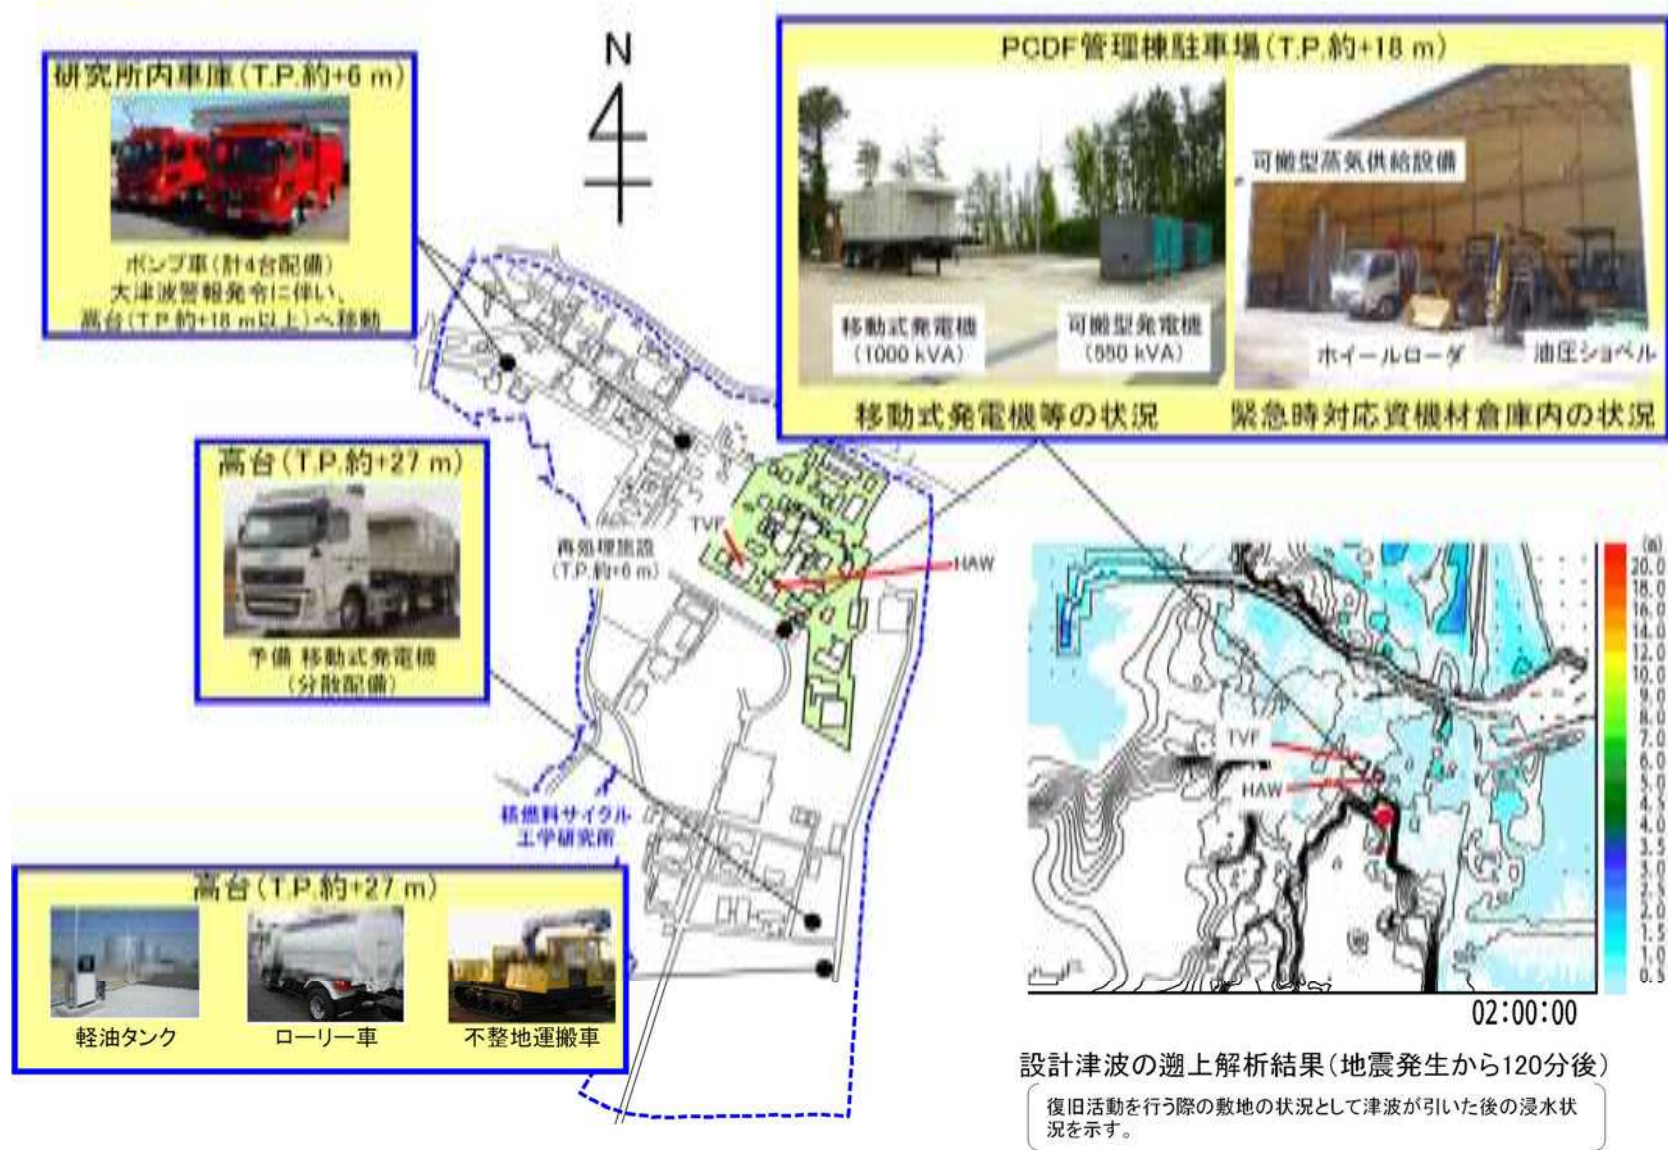 研究所内車庫(T.P.約+6 m)
ポンプ車(計4台配備)
大津波警報発令に伴い、
高台(T.P.約+18 m以上)へ移動
N
PCDF管理棟駐車場(T.P.約+18 m)
移動式発電機
(1000 kVA)
可搬型発電機
(550 kVA)
可搬型蒸気供給設備
ホイールローダ
油圧ショベル
移動式発電機等の状況
緊急時対応資機材倉庫内の状況
高台(T.P.約+27 m)
予備 移動式発電機
(分散配備)
TVF
再処理施設
(T.P.約+6 m)
HAW
核燃料サイクル
工学研究所
高台(T.P.約+27 m)
軽油タンク
ローリー車
不整地運搬車
TVF
HAW
(m)
20.0
18.0
16.0
14.0
12.0
10.0
9.0
8.0
7.0
6.0
5.0
4.5
4.0
3.5
3.0
2.5
2.0
1.5
1.0
0.5
02:00:00
設計津波の遡上解析結果(地震発生から120分後)
復旧活動を行う際の敷地の状況として津波が引いた後の浸水状
況を示す。